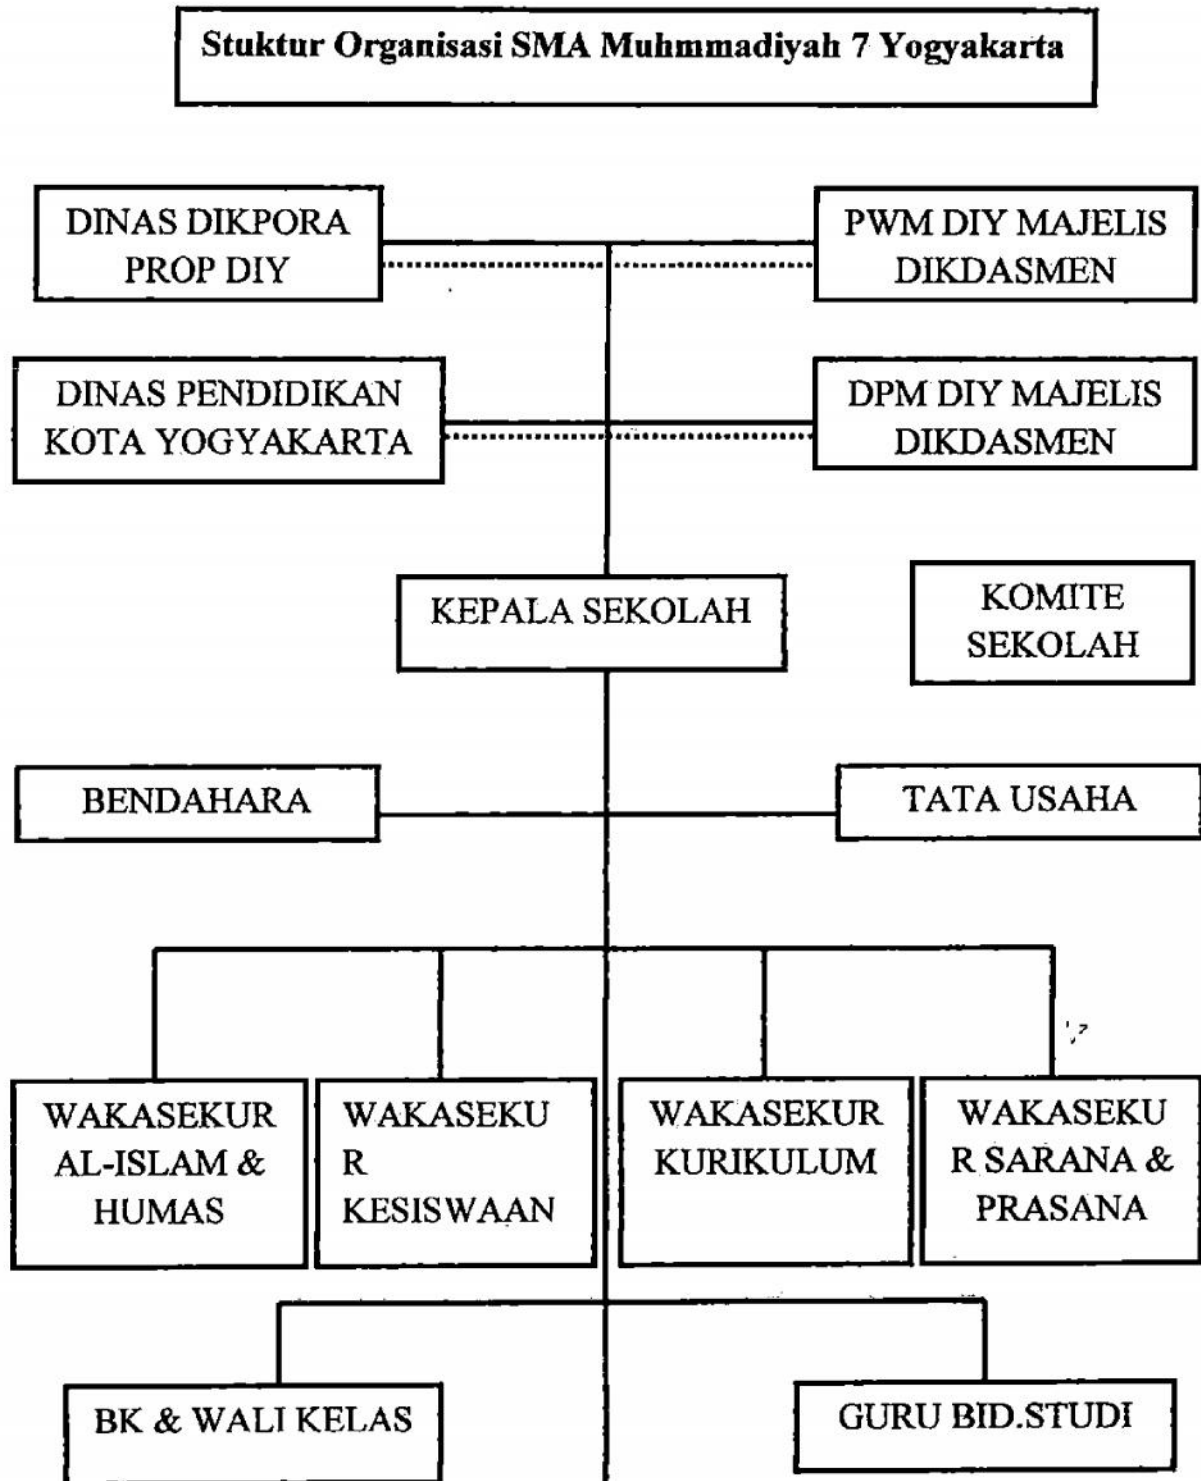 Stuktur Organisasi SMA Muhmmadiyah 7 Yogyakarta
DINAS DIKPORA
PROP DIY
PWM DIY MAJELIS
DIKDASMEN
DINAS PENDIDIKAN
KOTA YOGYAKARTA
DPM DIY MAJELIS
DIKDASMEN
KEPALA SEKOLAH
KOMITE
SEKOLAH
BENDAHARA
TATA USAHA
WAKASEKUR
AL-ISLAM &
HUMAS
WAKASEKU
R
KESISWAAN
WAKASEKUR
KURIKULUM
WAKASEKU
R SARANA &
PRASANA
BK & WALI KELAS
GURU BID.STUDI